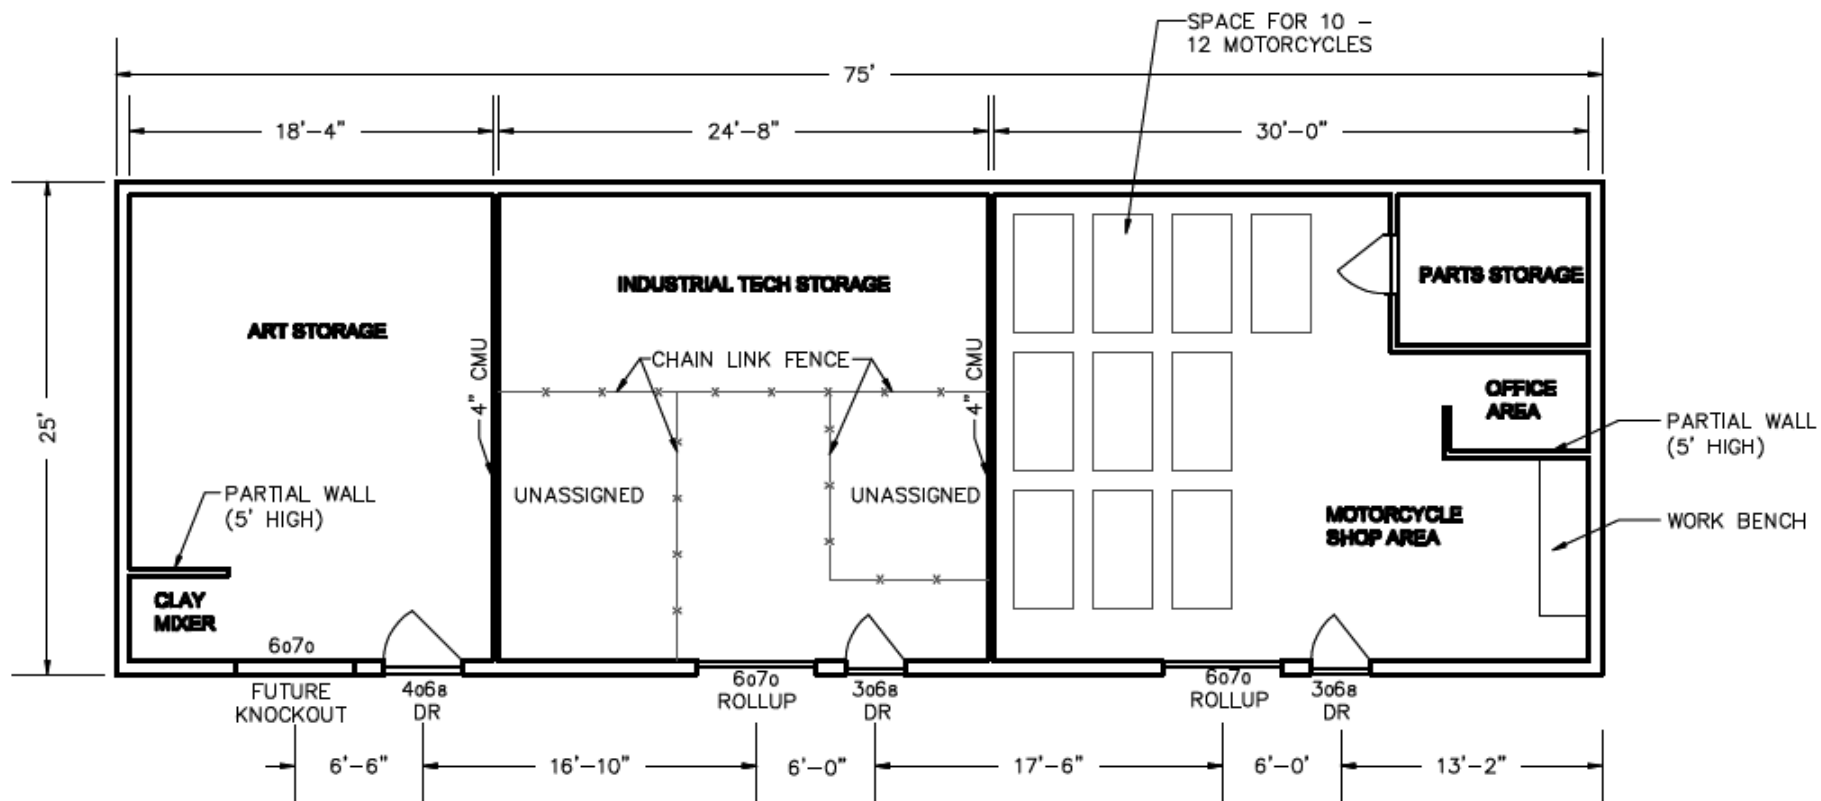 SPACE FOR 10 –
12 MOTORCYCLES
75'
18'–4"
24'–8"
30'–0"
25'
ART STORAGE
INDUSTRIAL TECH STORAGE
PARTS STORAGE
4" CMU
CHAIN LINK FENCE
4" CMU
OFFICE
AREA
PARTIAL WALL
(5' HIGH)
PARTIAL WALL
(5' HIGH)
UNASSIGNED
UNASSIGNED
MOTORCYCLE
SHOP AREA
WORK BENCH
CLAY
MIXER
6070
FUTURE
KNOCKOUT
4068
DR
6070
ROLLUP
3068
DR
6070
ROLLUP
3068
DR
6'–6"
16'–10"
6'–0"
17'–6"
6'–0'
13'–2"